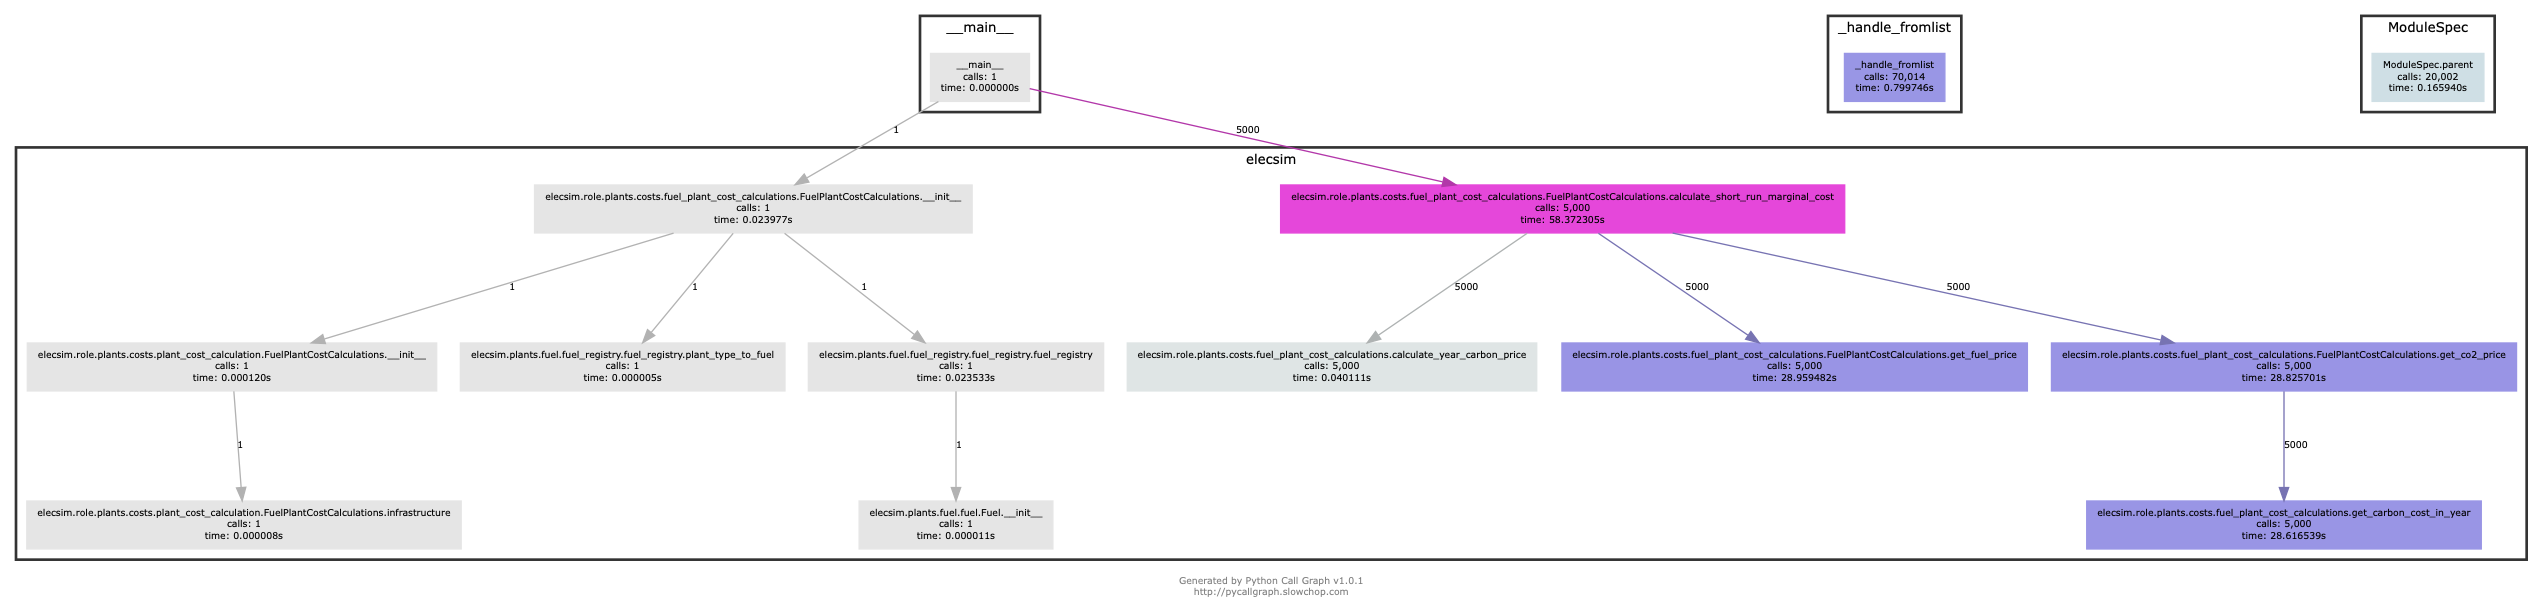 __main__
_handle_fromlist
ModuleSpec
__main__
calls: 1
time: 0.000000s
_handle_fromlist
calls: 70,014
time: 0.799746s
ModuleSpec.parent
calls: 20,002
time: 0.165940s
1
5000
elecsim
elecsim.role.plants.costs.fuel_plant_cost_calculations.FuelPlantCostCalculations.__init__
calls: 1
time: 0.023977s
elecsim.role.plants.costs.fuel_plant_cost_calculations.FuelPlantCostCalculations.calculate_short_run_marginal_cost
calls: 5,000
time: 58.372305s
1
1
1
5000
5000
5000
elecsim.role.plants.costs.plant_cost_calculation.FuelPlantCostCalculations.__init__
calls: 1
time: 0.000120s
elecsim.plants.fuel.fuel_registry.fuel_registry.plant_type_to_fuel
calls: 1
time: 0.000005s
elecsim.plants.fuel.fuel_registry.fuel_registry.fuel_registry
calls: 1
time: 0.023533s
elecsim.role.plants.costs.fuel_plant_cost_calculations.calculate_year_carbon_price
calls: 5,000
time: 0.040111s
elecsim.role.plants.costs.fuel_plant_cost_calculations.FuelPlantCostCalculations.get_fuel_price
calls: 5,000
time: 28.959482s
elecsim.role.plants.costs.fuel_plant_cost_calculations.FuelPlantCostCalculations.get_co2_price
calls: 5,000
time: 28.825701s
1
1
5000
elecsim.role.plants.costs.plant_cost_calculation.FuelPlantCostCalculations.infrastructure
calls: 1
time: 0.000008s
elecsim.plants.fuel.fuel.Fuel.__init__
calls: 1
time: 0.000011s
elecsim.role.plants.costs.fuel_plant_cost_calculations.get_carbon_cost_in_year
calls: 5,000
time: 28.616539s
Generated by Python Call Graph v1.0.1
http://pycallgraph.slowchop.com